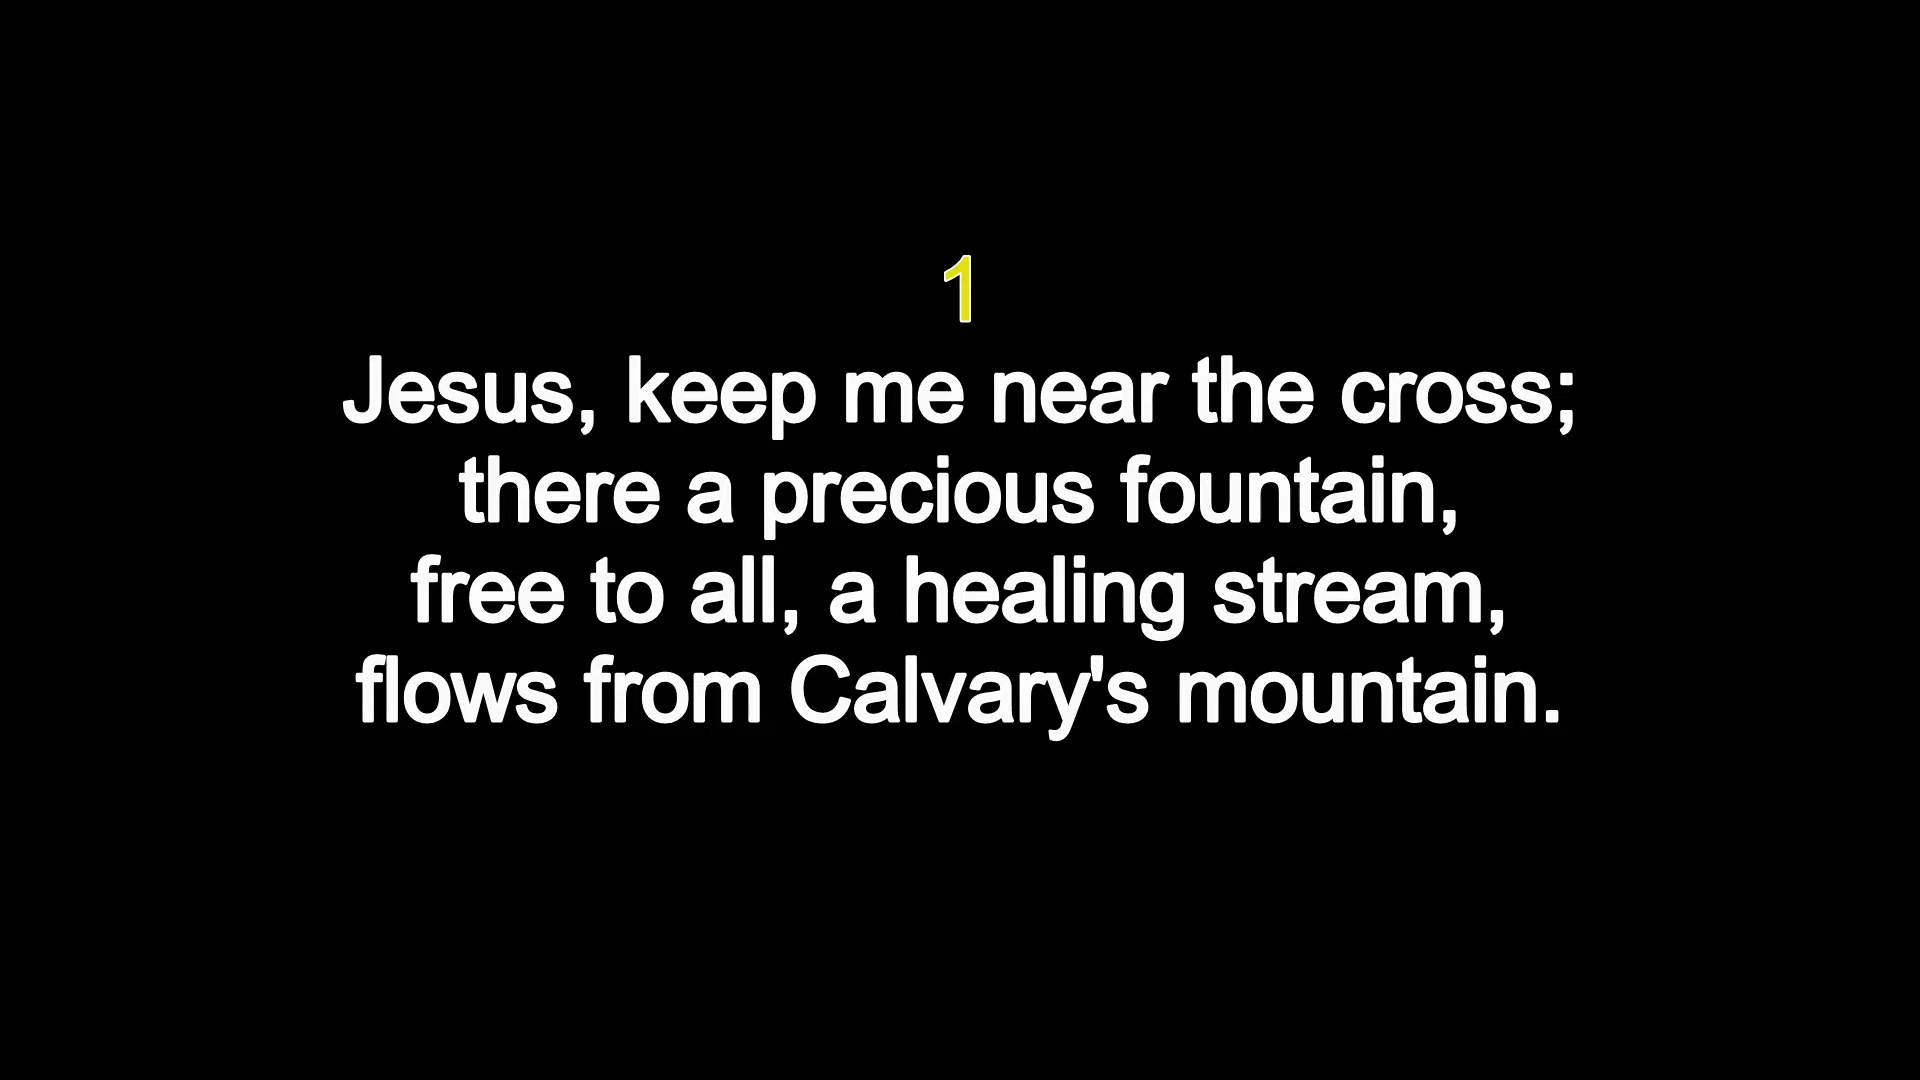 1
Jesus, keep me near the cross;
there a precious fountain,
free to all, a healing stream,
flows from Calvary's mountain.